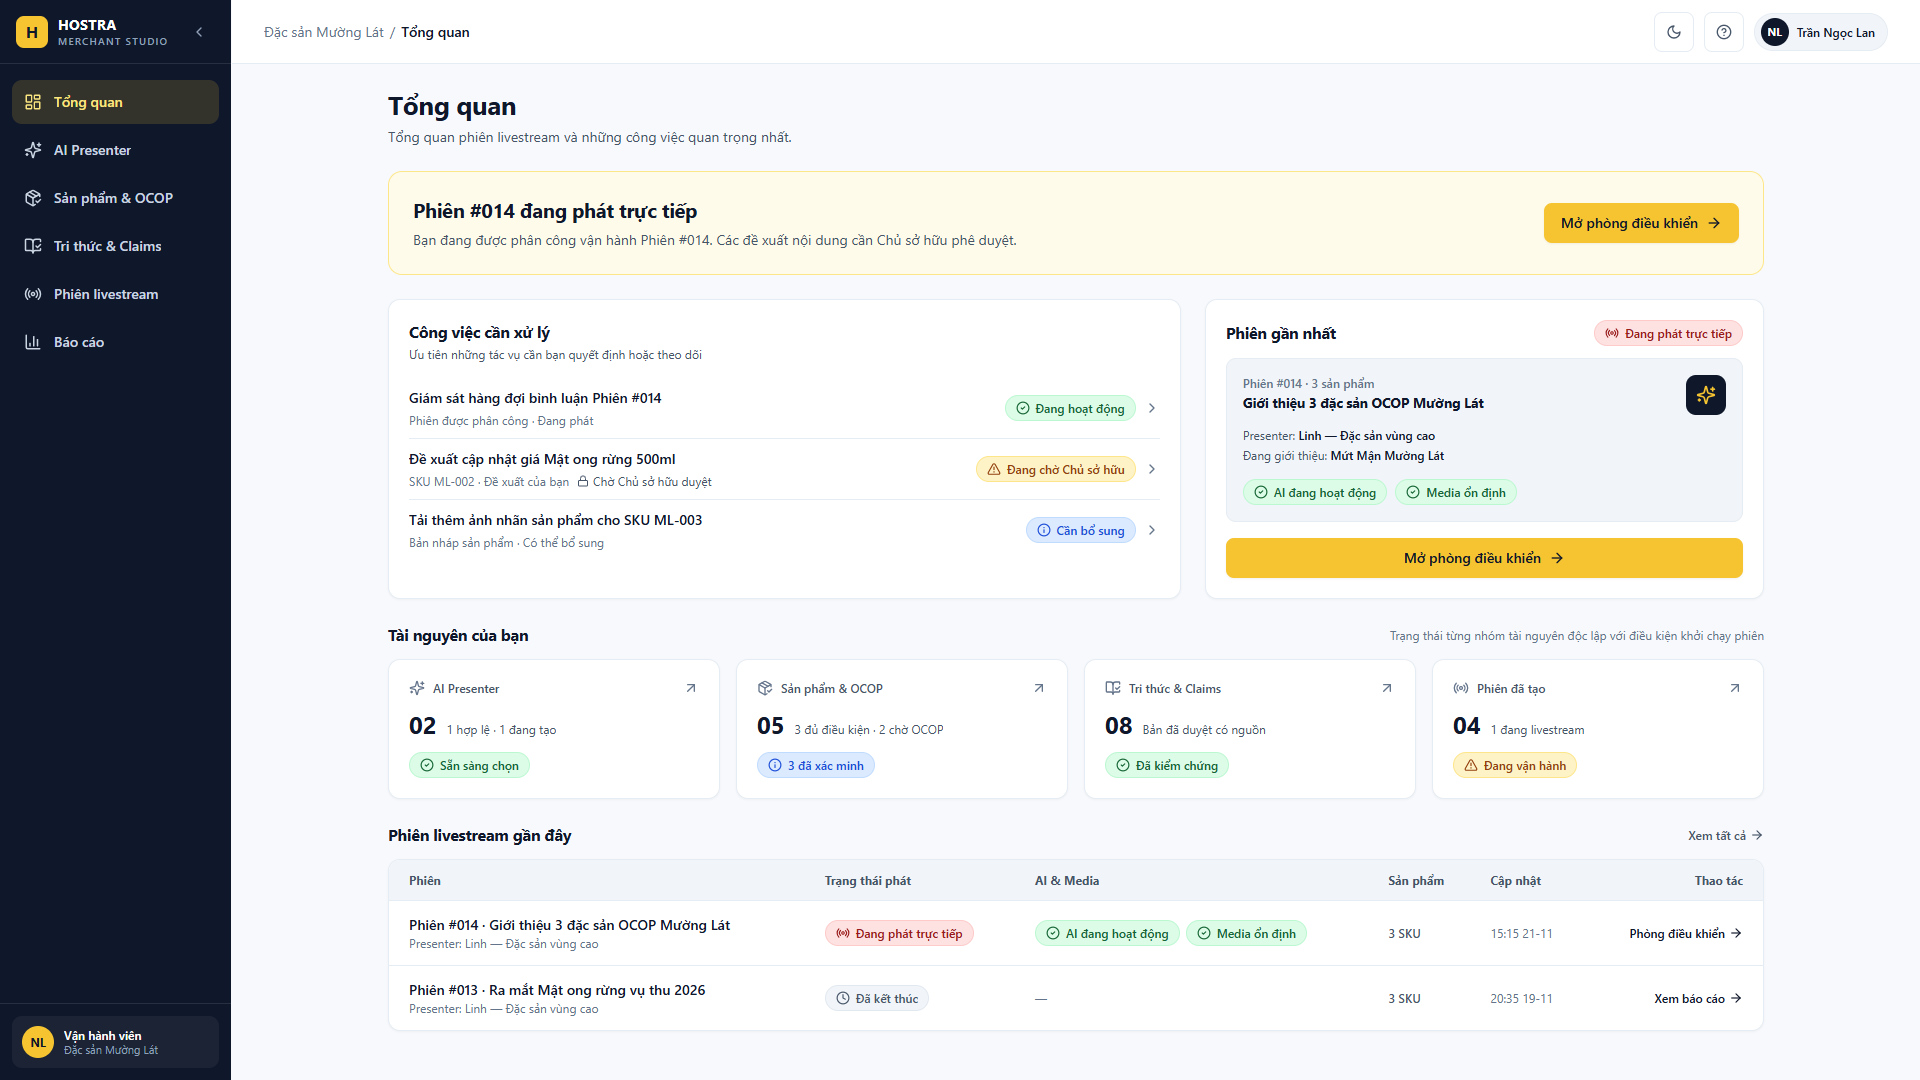 H
HOSTRA
MERCHANT STUDIO
Tổng quan
AI Presenter
Sản phẩm & OCOP
Tri thức & Claims
Phiên livestream
Báo cáo
NL
Vận hành viên
Đặc sản Mường Lát
Đặc sản Mường Lát / Tổng quan
NL Trần Ngọc Lan
Tổng quan
Tổng quan phiên livestream và những công việc quan trọng nhất.
Phiên #014 đang phát trực tiếp
Bạn đang được phân công vận hành Phiên #014. Các đề xuất nội dung cần Chủ sở hữu phê duyệt.
Mở phòng điều khiển →
Công việc cần xử lý
Ưu tiên những tác vụ cần bạn quyết định hoặc theo dõi
Giám sát hàng đợi bình luận Phiên #014
Phiên được phân công · Đang phát
Đang hoạt động
Đề xuất cập nhật giá Mật ong rừng 500ml
SKU ML-002 · Đề xuất của bạn Chờ Chủ sở hữu duyệt
Đang chờ Chủ sở hữu
Tải thêm ảnh nhãn sản phẩm cho SKU ML-003
Bản nháp sản phẩm · Có thể bổ sung
Cần bổ sung
Phiên gần nhất
Đang phát trực tiếp
Phiên #014 · 3 sản phẩm
Giới thiệu 3 đặc sản OCOP Mường Lát
Presenter: Linh — Đặc sản vùng cao
Đang giới thiệu: Mứt Mận Mường Lát
AI đang hoạt động
Media ổn định
Mở phòng điều khiển →
Tài nguyên của bạn
Trạng thái từng nhóm tài nguyên độc lập với điều kiện khởi chạy phiên
AI Presenter
02 1 hợp lệ · 1 đang tạo
Sẵn sàng chọn
Sản phẩm & OCOP
05 3 đủ điều kiện · 2 chờ OCOP
3 đã xác minh
Tri thức & Claims
08 Bản đã duyệt có nguồn
Đã kiểm chứng
Phiên đã tạo
04 1 đang livestream
Đang vận hành
Phiên livestream gần đây
Xem tất cả →
Phiên Trạng thái phát AI & Media Sản phẩm Cập nhật Thao tác
Phiên #014 · Giới thiệu 3 đặc sản OCOP Mường Lát
Presenter: Linh — Đặc sản vùng cao
Đang phát trực tiếp
AI đang hoạt động
Media ổn định
3 SKU
15:15 21-11
Phòng điều khiển →
Phiên #013 · Ra mắt Mật ong rừng vụ thu 2026
Presenter: Linh — Đặc sản vùng cao
Đã kết thúc
—
3 SKU
20:35 19-11
Xem báo cáo →